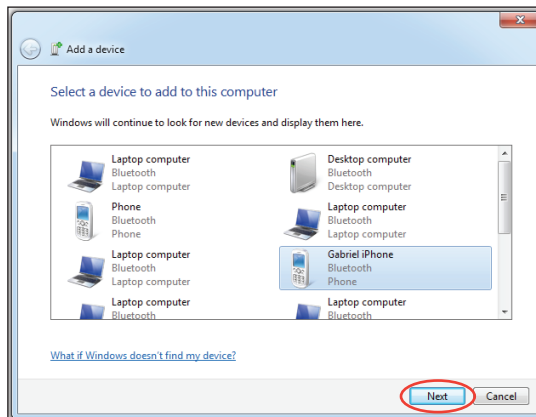 Add a device
Select a device to add to this computer
Windows will continue to look for new devices and display them here.
Laptop computer
Bluetooth
Laptop computer
Desktop computer
Bluetooth
Desktop computer
Phone
Bluetooth
Phone
Laptop computer
Bluetooth
Laptop computer
Laptop computer
Bluetooth
Laptop computer
Gabriel iPhone
Bluetooth
Phone
Laptop computer
Bluetooth
Laptop computer
Bluetooth
What if Windows doesn't find my device?
Next
Cancel